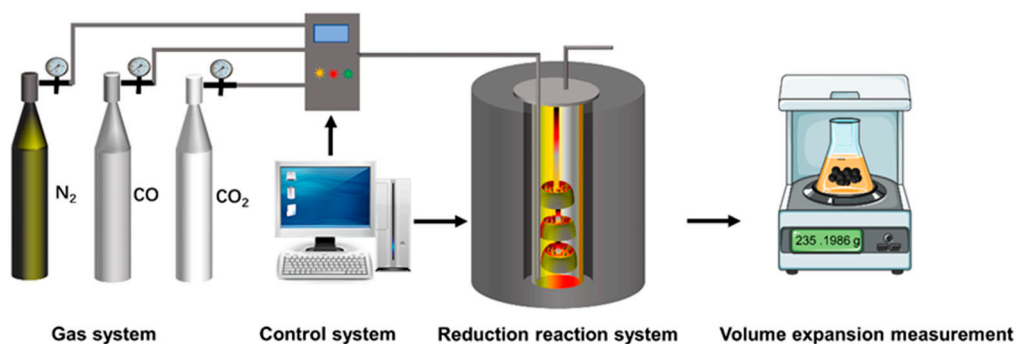 N₂
CO
CO₂
235 .1986 g
Gas system
Control system
Reduction reaction system
Volume expansion measurement